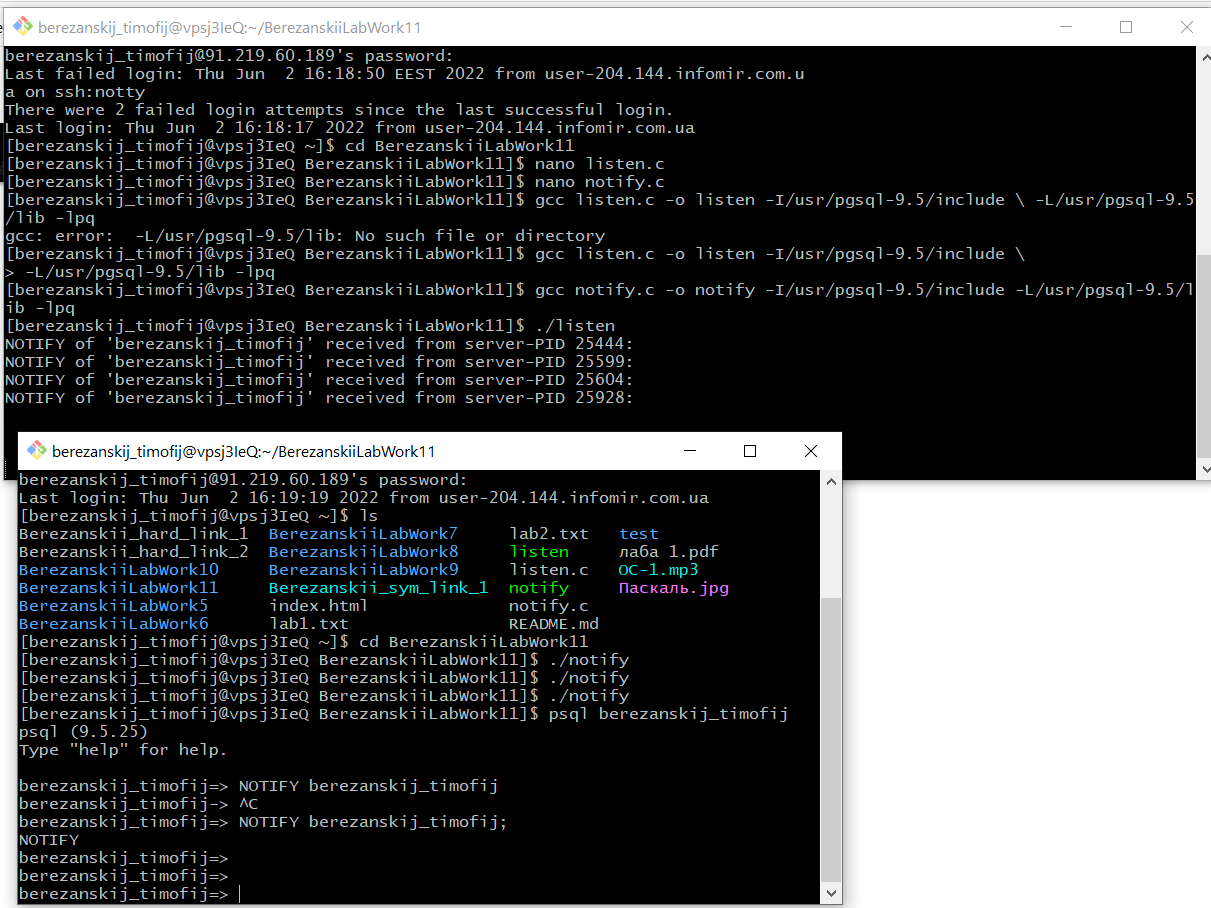 berezanskij_timofij@vpsj3IeQ:~/BerezanskiiLabWork11
berezanskij_timofij@91.219.60.189's password:
Last failed login: Thu Jun  2 16:18:50 EEST 2022 from user-204.144.infomir.com.u
a on ssh:notty
There were 2 failed login attempts since the last successful login.
Last login: Thu Jun  2 16:18:17 2022 from user-204.144.infomir.com.ua
[berezanskij_timofij@vpsj3IeQ ~]$ cd BerezanskiiLabWork11
[berezanskij_timofij@vpsj3IeQ BerezanskiiLabWork11]$ nano listen.c
[berezanskij_timofij@vpsj3IeQ BerezanskiiLabWork11]$ nano notify.c
[berezanskij_timofij@vpsj3IeQ BerezanskiiLabWork11]$ gcc listen.c -o listen -I/usr/pgsql-9.5/include \ -L/usr/pgsql-9.5
/lib -lpq
gcc: error:  -L/usr/pgsql-9.5/lib: No such file or directory
[berezanskij_timofij@vpsj3IeQ BerezanskiiLabWork11]$ gcc listen.c -o listen -I/usr/pgsql-9.5/include \
> -L/usr/pgsql-9.5/lib -lpq
[berezanskij_timofij@vpsj3IeQ BerezanskiiLabWork11]$ gcc notify.c -o notify -I/usr/pgsql-9.5/include -L/usr/pgsql-9.5/l
ib -lpq
[berezanskij_timofij@vpsj3IeQ BerezanskiiLabWork11]$ ./listen
NOTIFY of 'berezanskij_timofij' received from server-PID 25444:
NOTIFY of 'berezanskij_timofij' received from server-PID 25599:
NOTIFY of 'berezanskij_timofij' received from server-PID 25604:
NOTIFY of 'berezanskij_timofij' received from server-PID 25928:
berezanskij_timofij@vpsj3IeQ:~/BerezanskiiLabWork11
berezanskij_timofij@91.219.60.189's password:
Last login: Thu Jun  2 16:19:19 2022 from user-204.144.infomir.com.ua
[berezanskij_timofij@vpsj3IeQ ~]$ ls
Berezanskii_hard_link_1  BerezanskiiLabWork7     lab2.txt   test
Berezanskii_hard_link_2  BerezanskiiLabWork8     listen     лаба 1.pdf
BerezanskiiLabWork10     BerezanskiiLabWork9     listen.c   ОС-1.mp3
BerezanskiiLabWork11     Berezanskii_sym_link_1  notify     Паскаль.jpg
BerezanskiiLabWork5      index.html              notify.c
BerezanskiiLabWork6      lab1.txt                README.md
[berezanskij_timofij@vpsj3IeQ ~]$ cd BerezanskiiLabWork11
[berezanskij_timofij@vpsj3IeQ BerezanskiiLabWork11]$ ./notify
[berezanskij_timofij@vpsj3IeQ BerezanskiiLabWork11]$ ./notify
[berezanskij_timofij@vpsj3IeQ BerezanskiiLabWork11]$ ./notify
[berezanskij_timofij@vpsj3IeQ BerezanskiiLabWork11]$ psql berezanskij_timofij
psql (9.5.25)
Type "help" for help.
berezanskij_timofij=> NOTIFY berezanskij_timofij
berezanskij_timofij-> ^C
berezanskij_timofij=> NOTIFY berezanskij_timofij;
NOTIFY
berezanskij_timofij=>
berezanskij_timofij=>
berezanskij_timofij=>